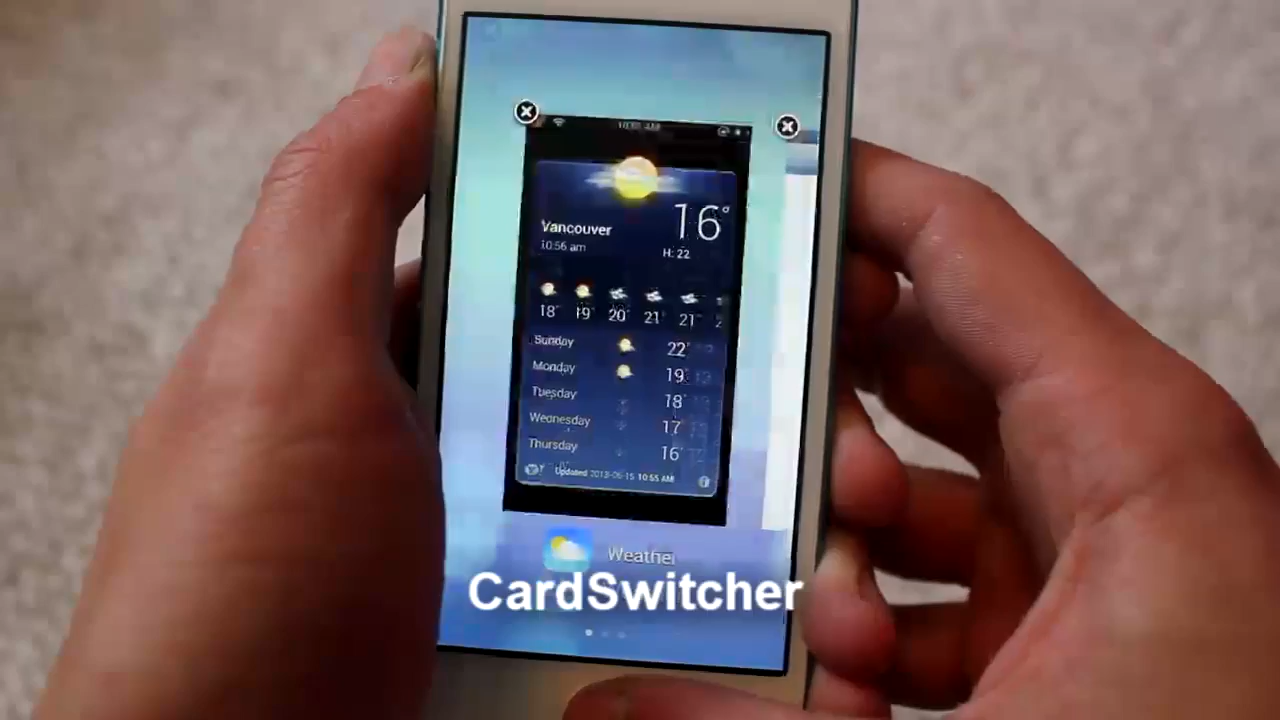 10:56 AM
Vancouver
16°
10:56 am
H: 22
18° 19° 20° 21° 21°
Sunday 22°
Monday 19°
Tuesday 18°
Wednesday 17°
Thursday 16°
Updated 2013-06-15 10:55 AM
Weather
CardSwitcher